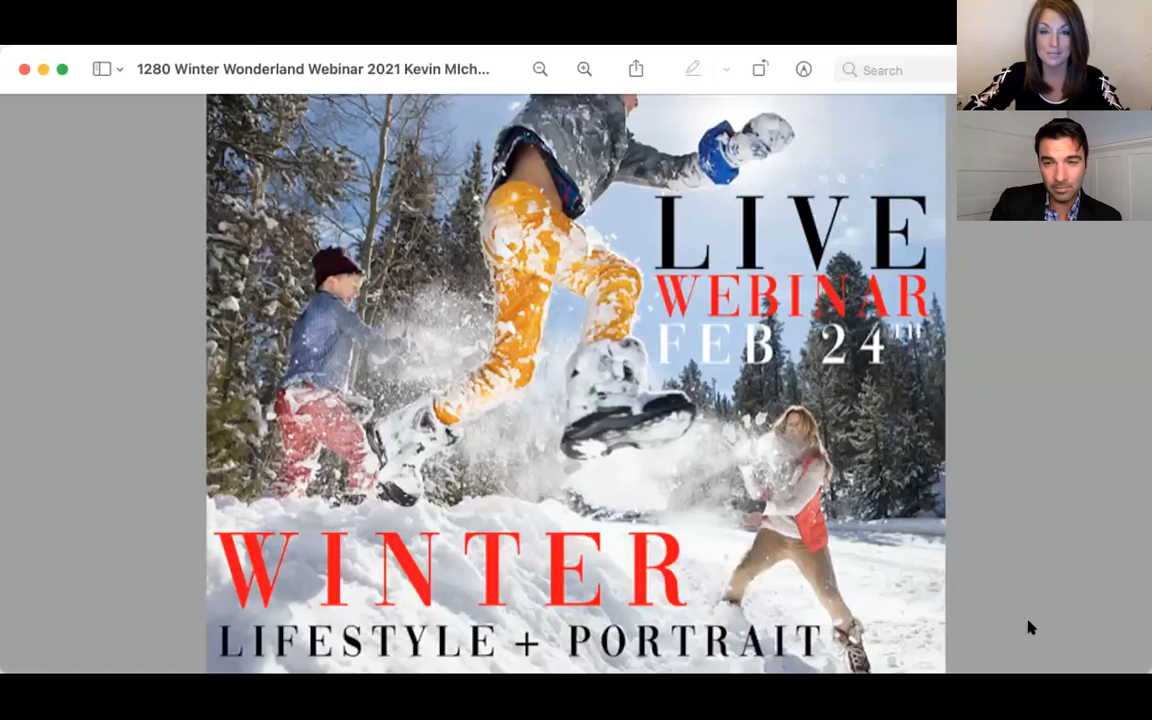 1280 Winter Wonderland Webinar 2021 Kevin MIch...
Search
LIVE
WEBINAR
FEB 24TH
WINTER
LIFESTYLE + PORTRAIT